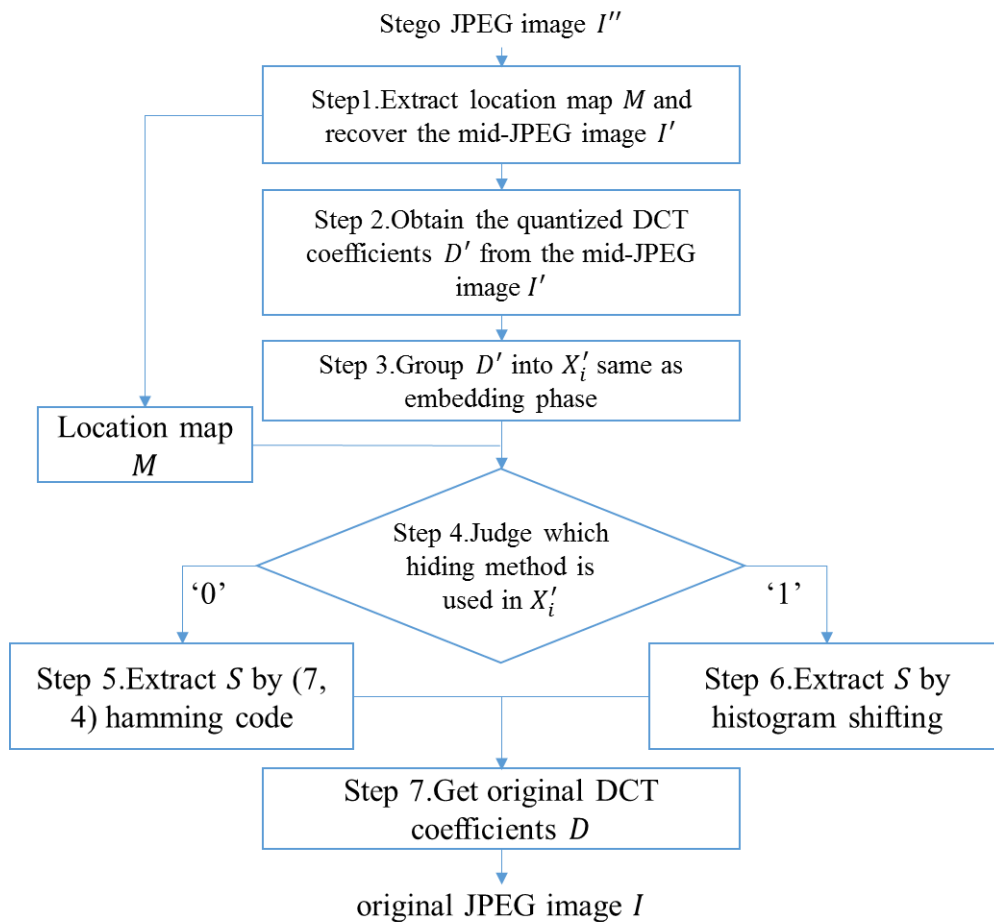 Stego JPEG image I′′
Step1.Extract location map M and
recover the mid-JPEG image I′
Step 2.Obtain the quantized DCT
coefficients D′ from the mid-JPEG
image I′
Step 3.Group D′ into X′ᵢ same as
embedding phase
Location map
M
Step 4.Judge which
hiding method is
used in X′ᵢ
‘0’
‘1’
Step 5.Extract S by (7,
4) hamming code
Step 6.Extract S by
histogram shifting
Step 7.Get original DCT
coefficients D
original JPEG image I